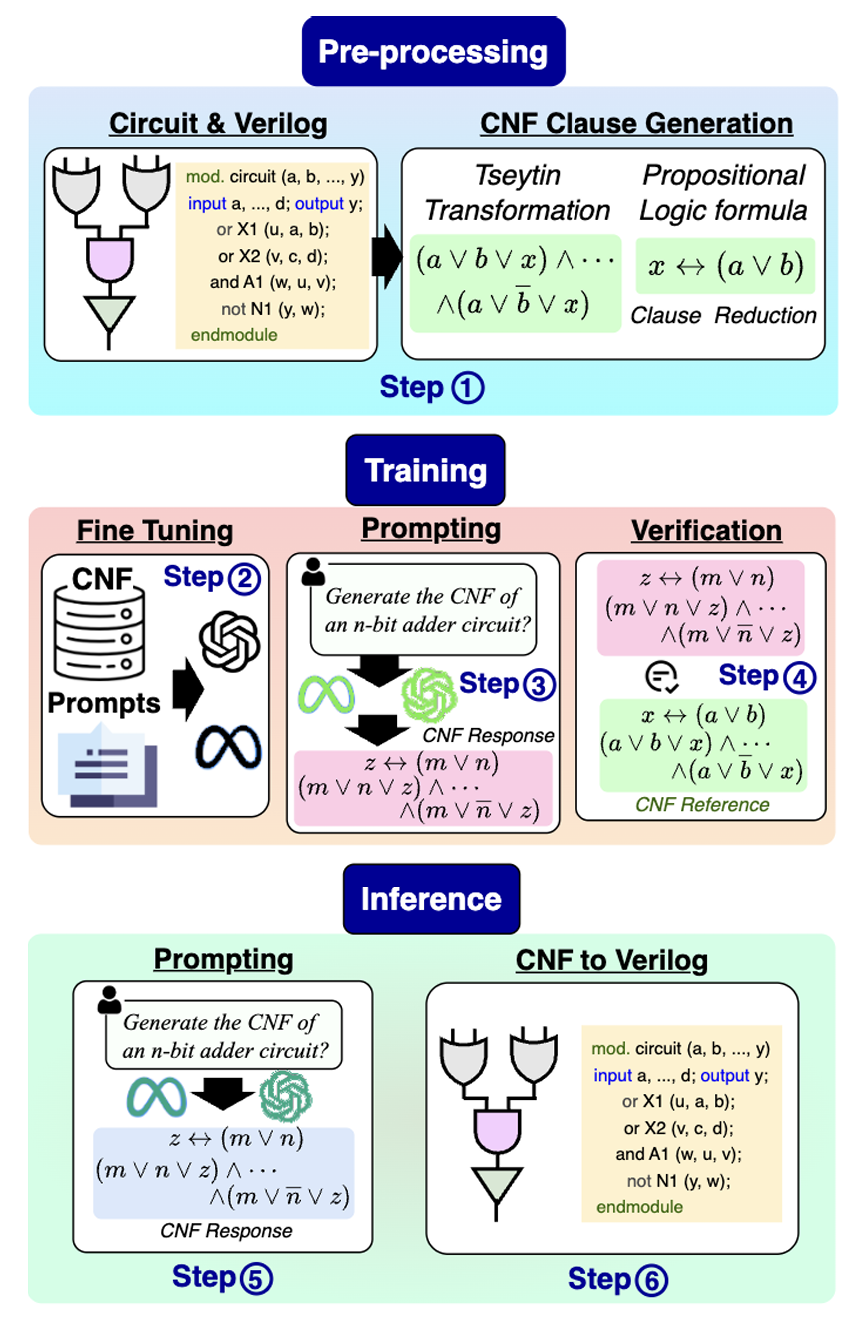 Pre-processing
Circuit & Verilog
mod. circuit (a, b, ..., y)
input a, ..., d; output y;
or X1 (u, a, b);
or X2 (v, c, d);
and A1 (w, u, v);
not N1 (y, w);
endmodule
CNF Clause Generation
Tseytin
Transformation
(a ∨ b ∨ x) ∧ ···
∧(a ∨ b̅ ∨ x)
Propositional
Logic formula
x ↔ (a ∨ b)
Clause Reduction
Step ①
Training
Fine Tuning
CNF
Step ②
Prompts
Prompting
Generate the CNF of
an n-bit adder circuit?
Step ③
CNF Response
z ↔ (m ∨ n)
(m ∨ n ∨ z) ∧ ···
∧(m ∨ n̅ ∨ z)
Verification
z ↔ (m ∨ n)
(m ∨ n ∨ z) ∧ ···
∧(m ∨ n̅ ∨ z)
Step ④
x ↔ (a ∨ b)
(a ∨ b ∨ x) ∧ ···
∧(a ∨ b̅ ∨ x)
CNF Reference
Inference
Prompting
Generate the CNF of
an n-bit adder circuit?
z ↔ (m ∨ n)
(m ∨ n ∨ z) ∧ ···
∧(m ∨ n̅ ∨ z)
CNF Response
Step ⑤
CNF to Verilog
mod. circuit (a, b, ..., y)
input a, ..., d; output y;
or X1 (u, a, b);
or X2 (v, c, d);
and A1 (w, u, v);
not N1 (y, w);
endmodule
Step ⑥